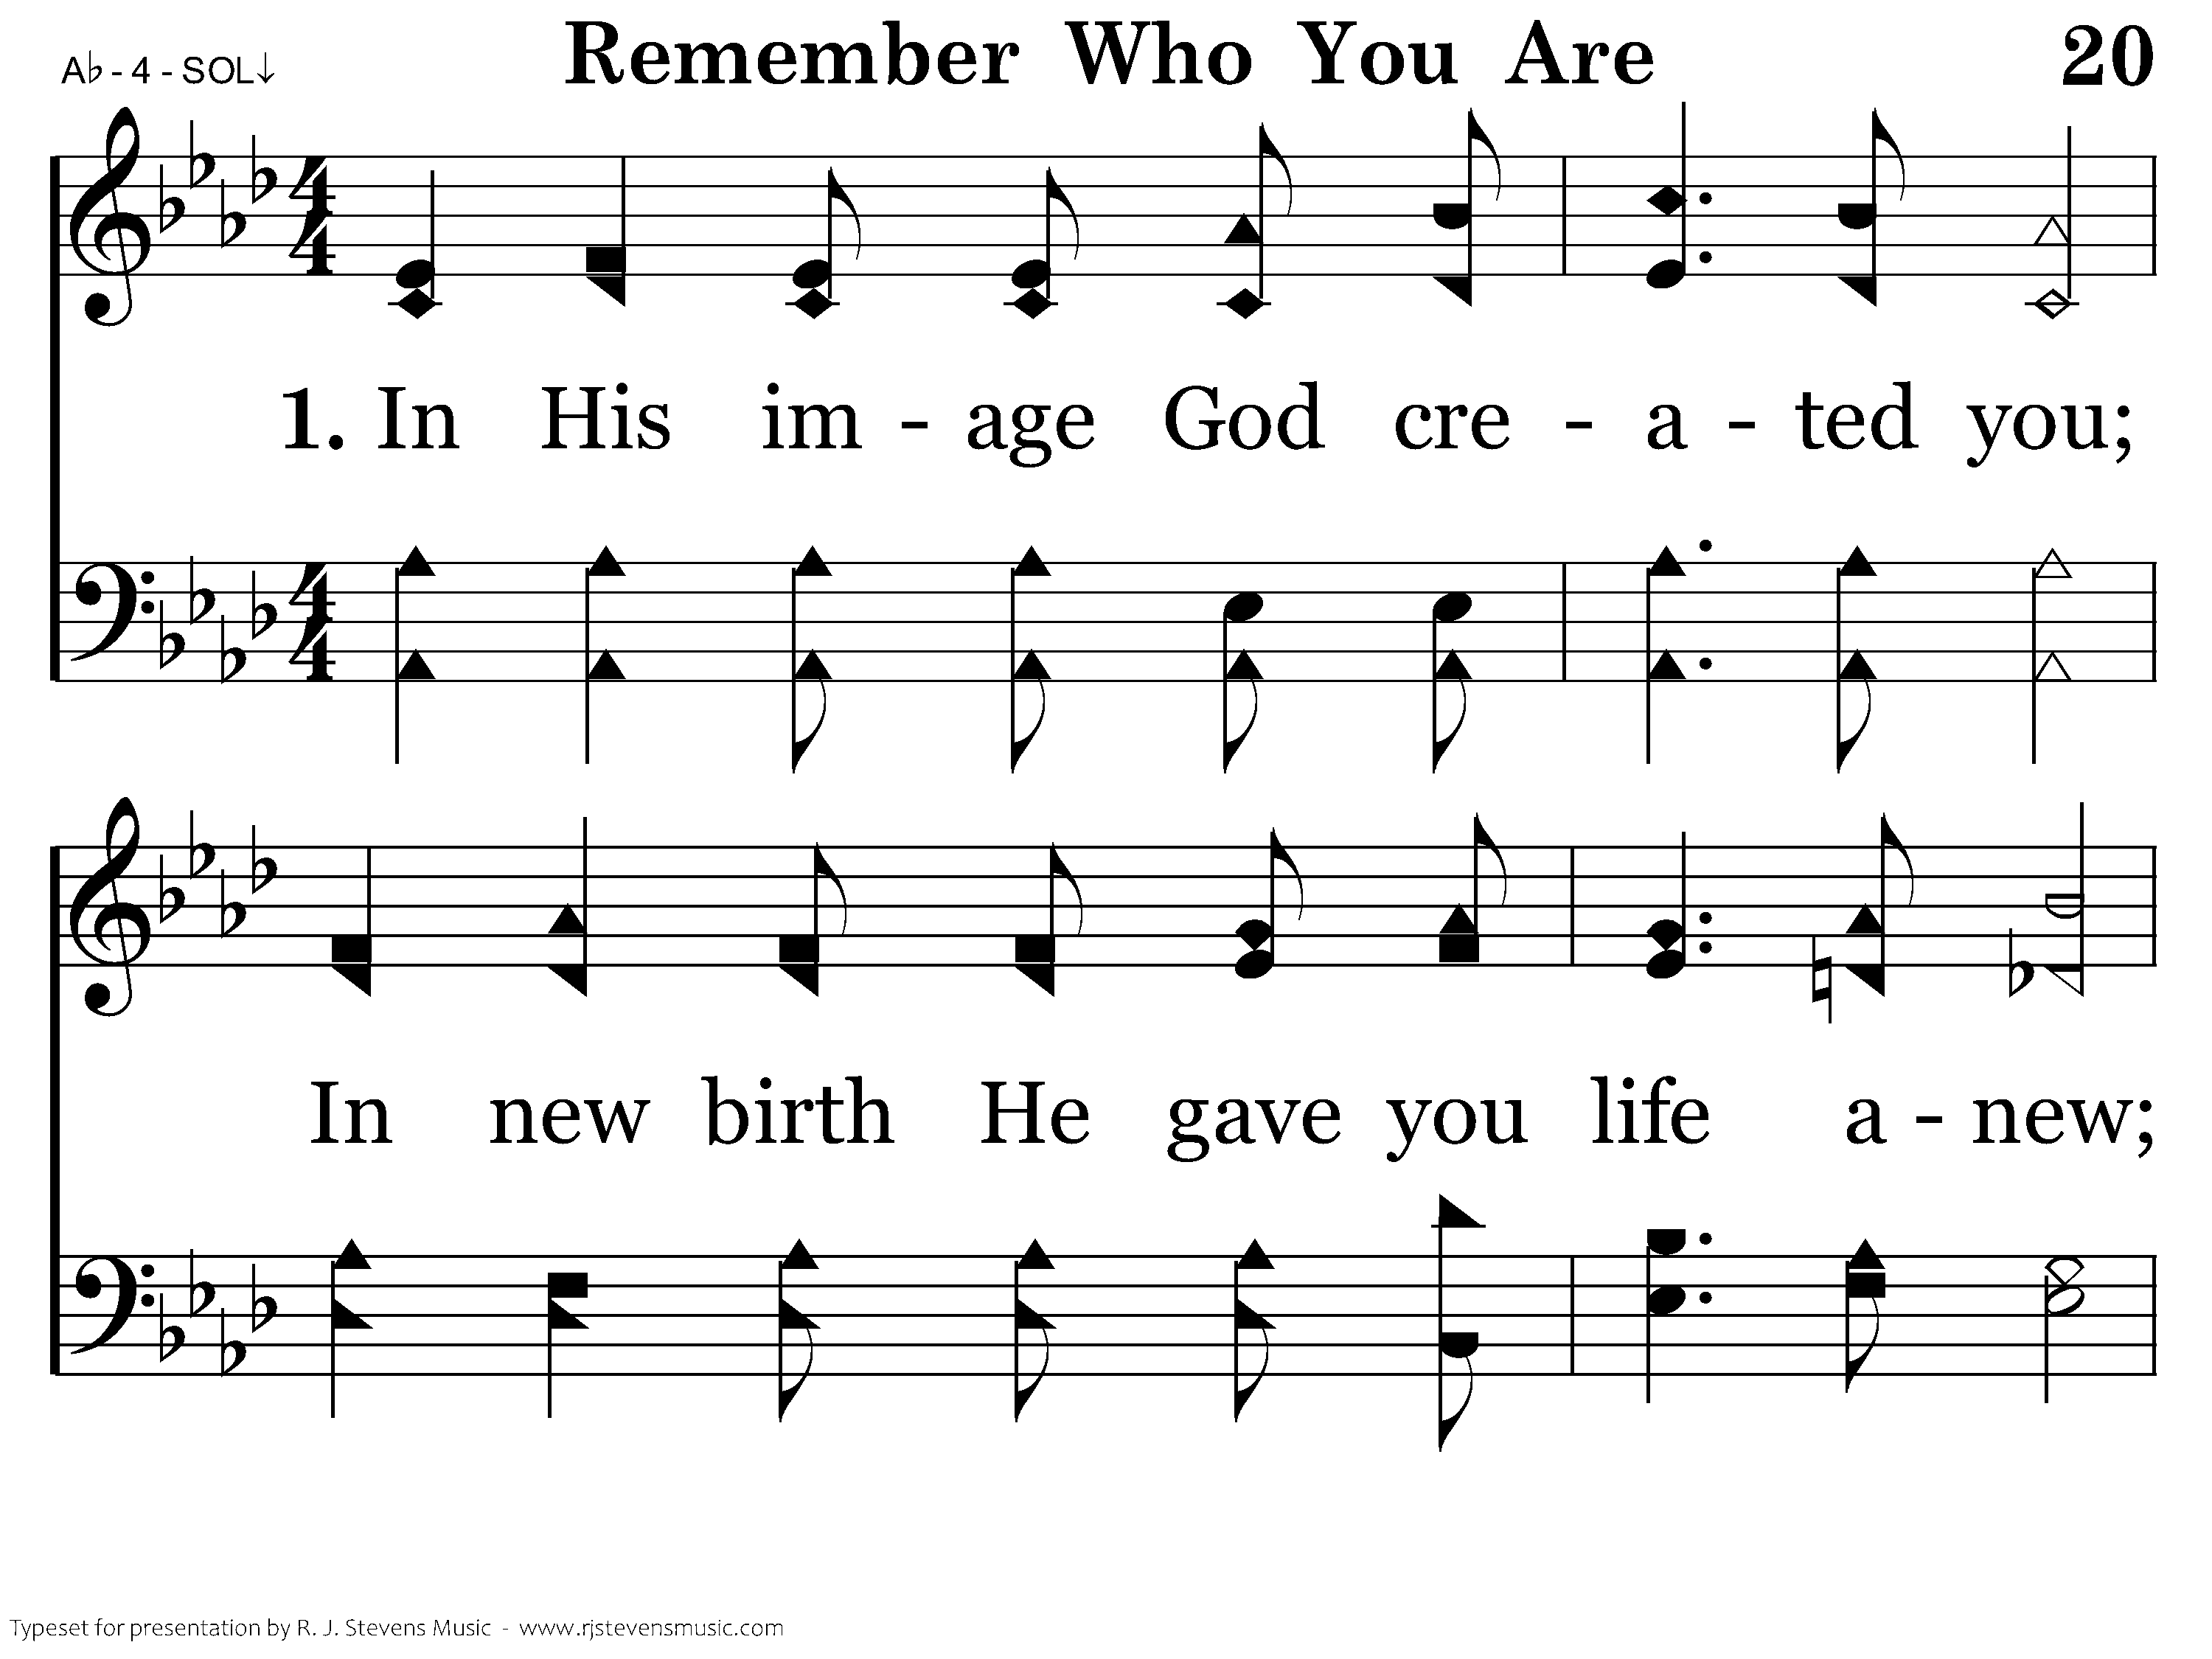 A♭ - 4 - SOL↓ Remember Who You Are 20
1. In His im - age God cre - a - ted you;
In new birth He gave you life a - new;
Typeset for presentation by R. J. Stevens Music - www.rjstevensmusic.com